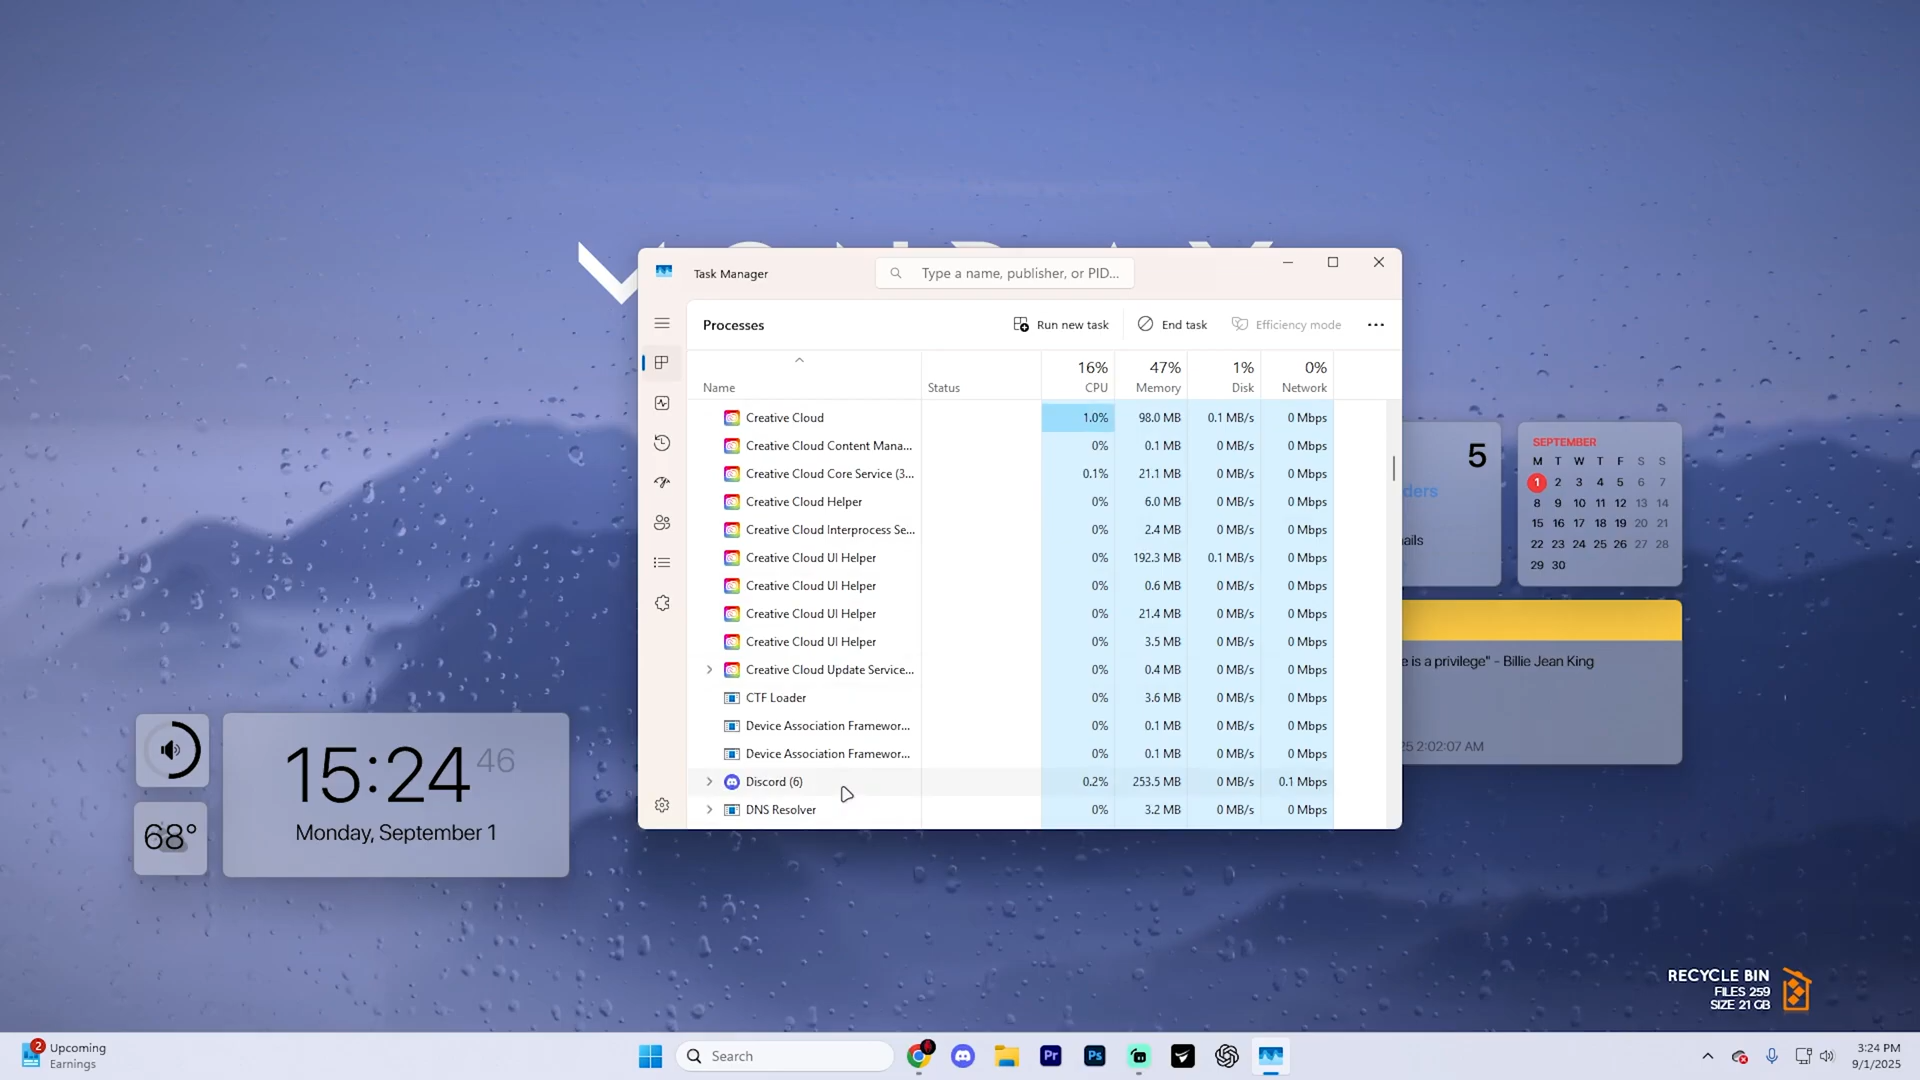 Task Manager
Type a name, publisher, or PID...
Processes
Run new task
End task
Efficiency mode
Name
Status
16% CPU
47% Memory
1% Disk
0% Network
Creative Cloud 1.0% 98.0 MB 0.1 MB/s 0 Mbps
Creative Cloud Content Mana... 0% 0.1 MB 0 MB/s 0 Mbps
Creative Cloud Core Service (3... 0.1% 21.1 MB 0 MB/s 0 Mbps
Creative Cloud Helper 0% 6.0 MB 0 MB/s 0 Mbps
Creative Cloud Interprocess Se... 0% 2.4 MB 0 MB/s 0 Mbps
Creative Cloud UI Helper 0% 192.3 MB 0.1 MB/s 0 Mbps
Creative Cloud UI Helper 0% 0.6 MB 0 MB/s 0 Mbps
Creative Cloud UI Helper 0% 21.4 MB 0 MB/s 0 Mbps
Creative Cloud UI Helper 0% 3.5 MB 0 MB/s 0 Mbps
Creative Cloud Update Service... 0% 0.4 MB 0 MB/s 0 Mbps
CTF Loader 0% 3.6 MB 0 MB/s 0 Mbps
Device Association Framewor... 0% 0.1 MB 0 MB/s 0 Mbps
Device Association Framewor... 0% 0.1 MB 0 MB/s 0 Mbps
Discord (6) 0.2% 253.5 MB 0 MB/s 0.1 Mbps
DNS Resolver 0% 3.2 MB 0 MB/s 0 Mbps
5
ders
ails
SEPTEMBER
M T W T F S S
1 2 3 4 5 6 7
8 9 10 11 12 13 14
15 16 17 18 19 20 21
22 23 24 25 26 27 28
29 30
e is a privilege" - Billie Jean King
25 2:02:07 AM
15:24 46
Monday, September 1
68°
RECYCLE BIN
FILES 259
SIZE 21 GB
2
Upcoming
Earnings
Search
Pr
Ps
3:24 PM
9/1/2025